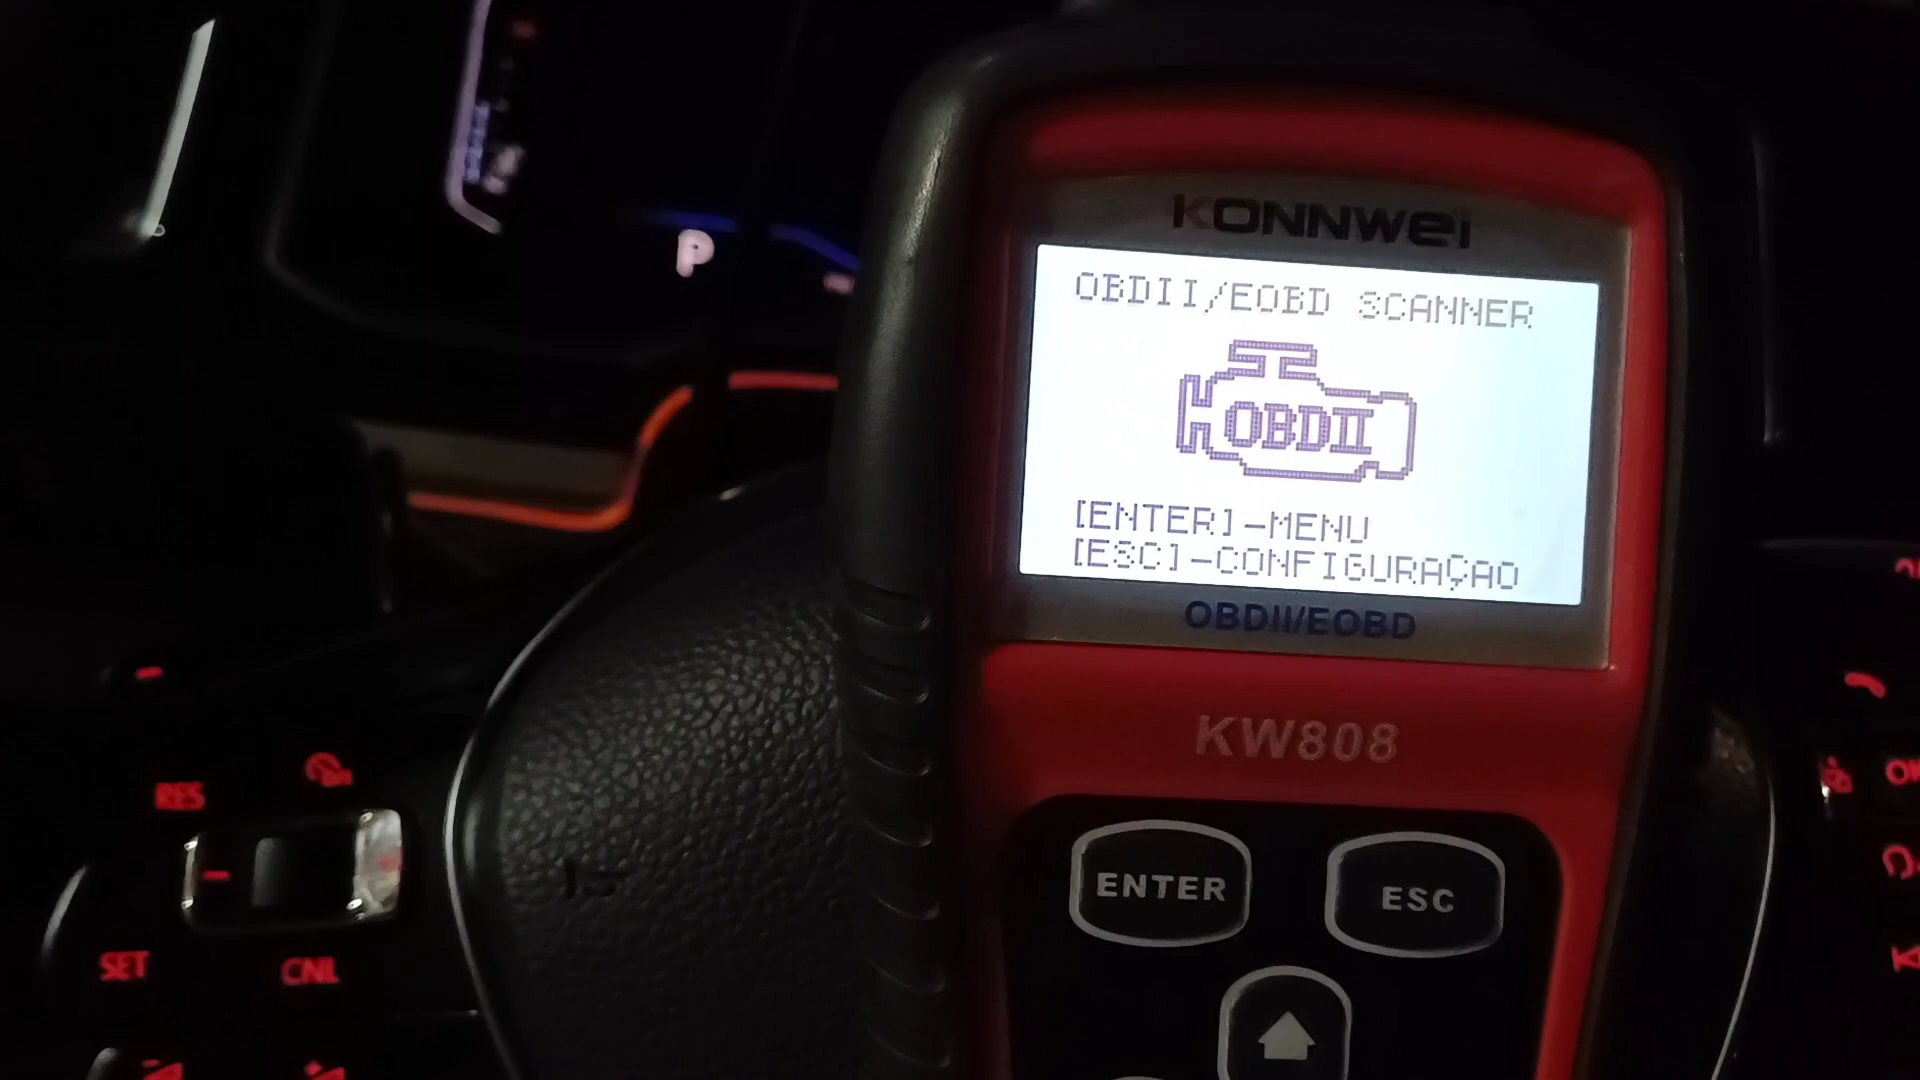 P
KONNWEI
OBDII/EOBD SCANNER
OBDII
[ENTER]-MENU
[ESC]-CONFIGURAÇAO
OBDII/EOBD
KW808
ENTER
ESC
RES
SET
CNL